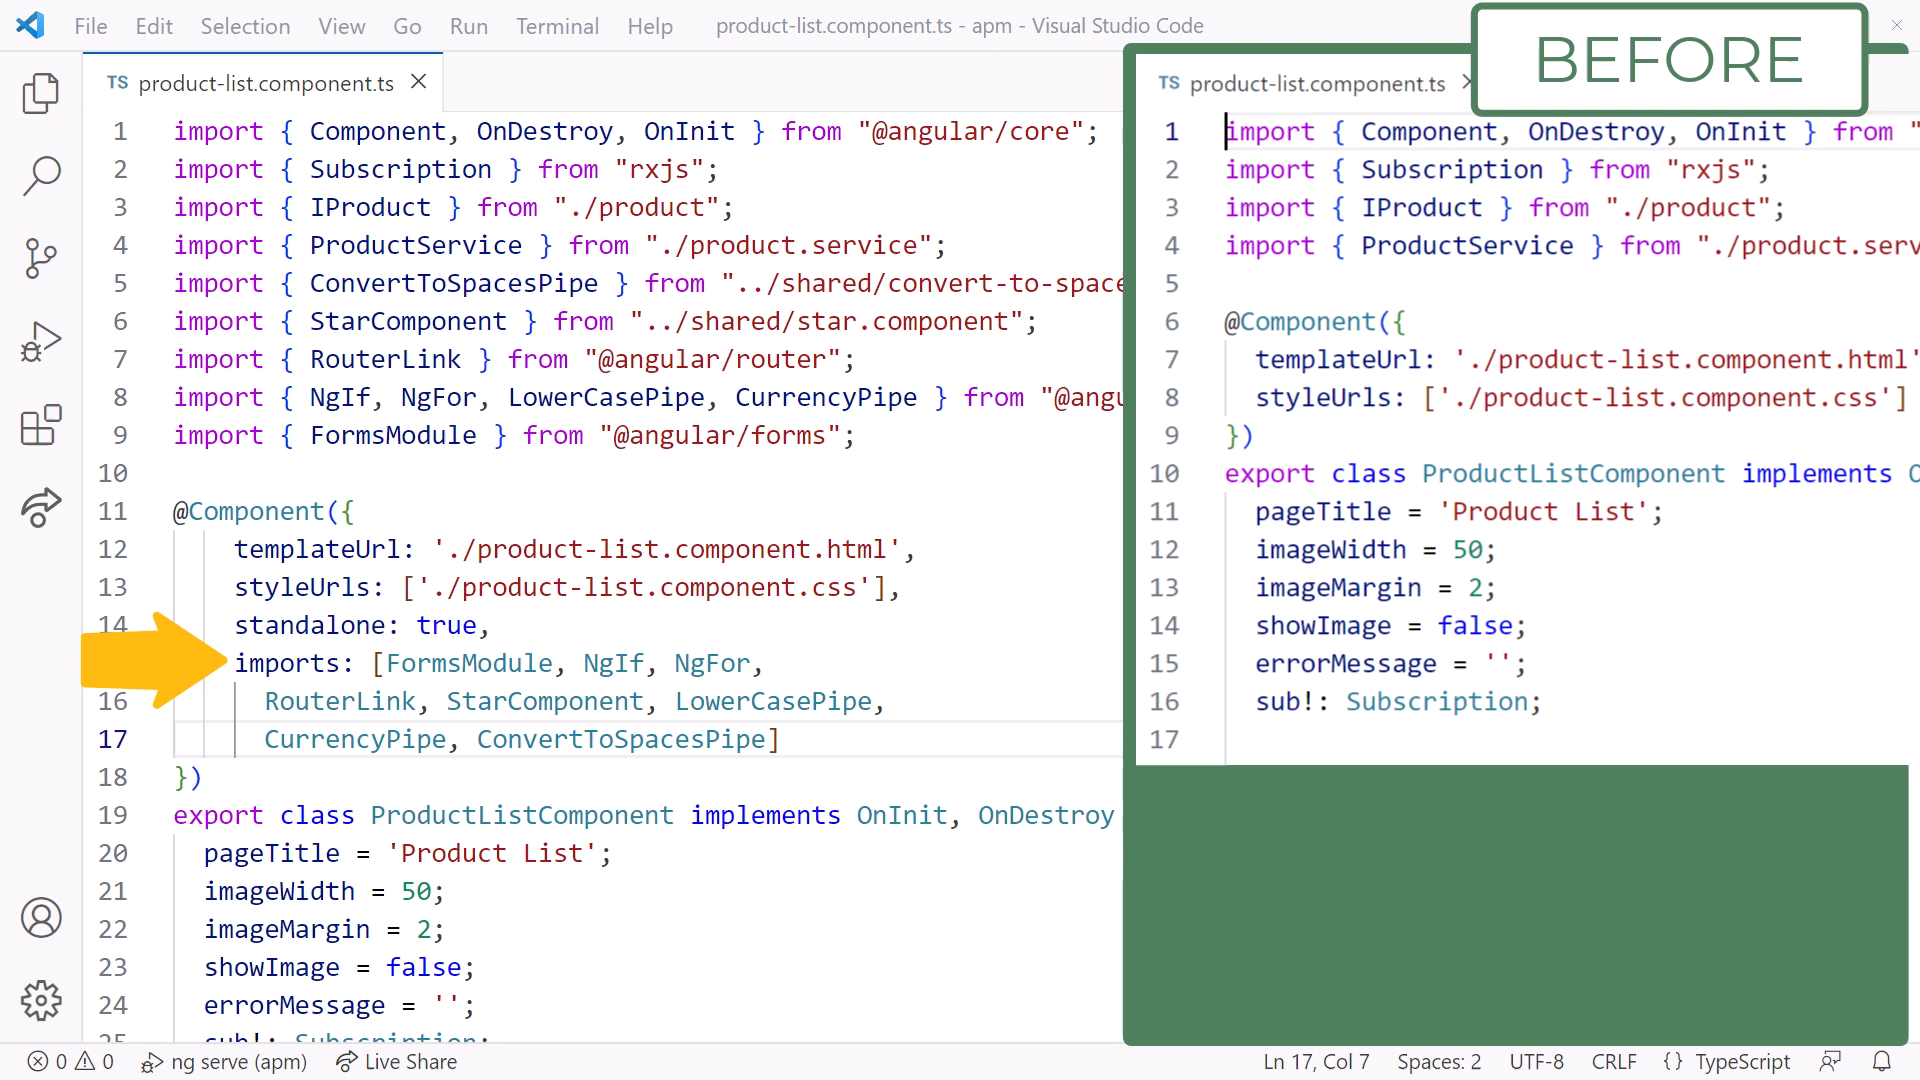 File Edit Selection View Go Run Terminal Help product-list.component.ts - apm - Visual Studio Code
TS product-list.component.ts
1 import { Component, OnDestroy, OnInit } from "@angular/core";
2 import { Subscription } from "rxjs";
3 import { IProduct } from "./product";
4 import { ProductService } from "./product.service";
5 import { ConvertToSpacesPipe } from "../shared/convert-to-space
6 import { StarComponent } from "../shared/star.component";
7 import { RouterLink } from "@angular/router";
8 import { NgIf, NgFor, LowerCasePipe, CurrencyPipe } from "@angu
9 import { FormsModule } from "@angular/forms";
10
11 @Component({
12 templateUrl: './product-list.component.html',
13 styleUrls: ['./product-list.component.css'],
14 standalone: true,
imports: [FormsModule, NgIf, NgFor,
16 RouterLink, StarComponent, LowerCasePipe,
17 CurrencyPipe, ConvertToSpacesPipe]
18 })
19 export class ProductListComponent implements OnInit, OnDestroy
20 pageTitle = 'Product List';
21 imageWidth = 50;
22 imageMargin = 2;
23 showImage = false;
24 errorMessage = '';
25 sub!: Subscription;
BEFORE
TS product-list.component.ts
1 import { Component, OnDestroy, OnInit } from "
2 import { Subscription } from "rxjs";
3 import { IProduct } from "./product";
4 import { ProductService } from "./product.serv
5
6 @Component({
7 templateUrl: './product-list.component.html'
8 styleUrls: ['./product-list.component.css']
9 })
10 export class ProductListComponent implements O
11 pageTitle = 'Product List';
12 imageWidth = 50;
13 imageMargin = 2;
14 showImage = false;
15 errorMessage = '';
16 sub!: Subscription;
17
0 0 ng serve (apm) Live Share Ln 17, Col 7 Spaces: 2 UTF-8 CRLF {} TypeScript